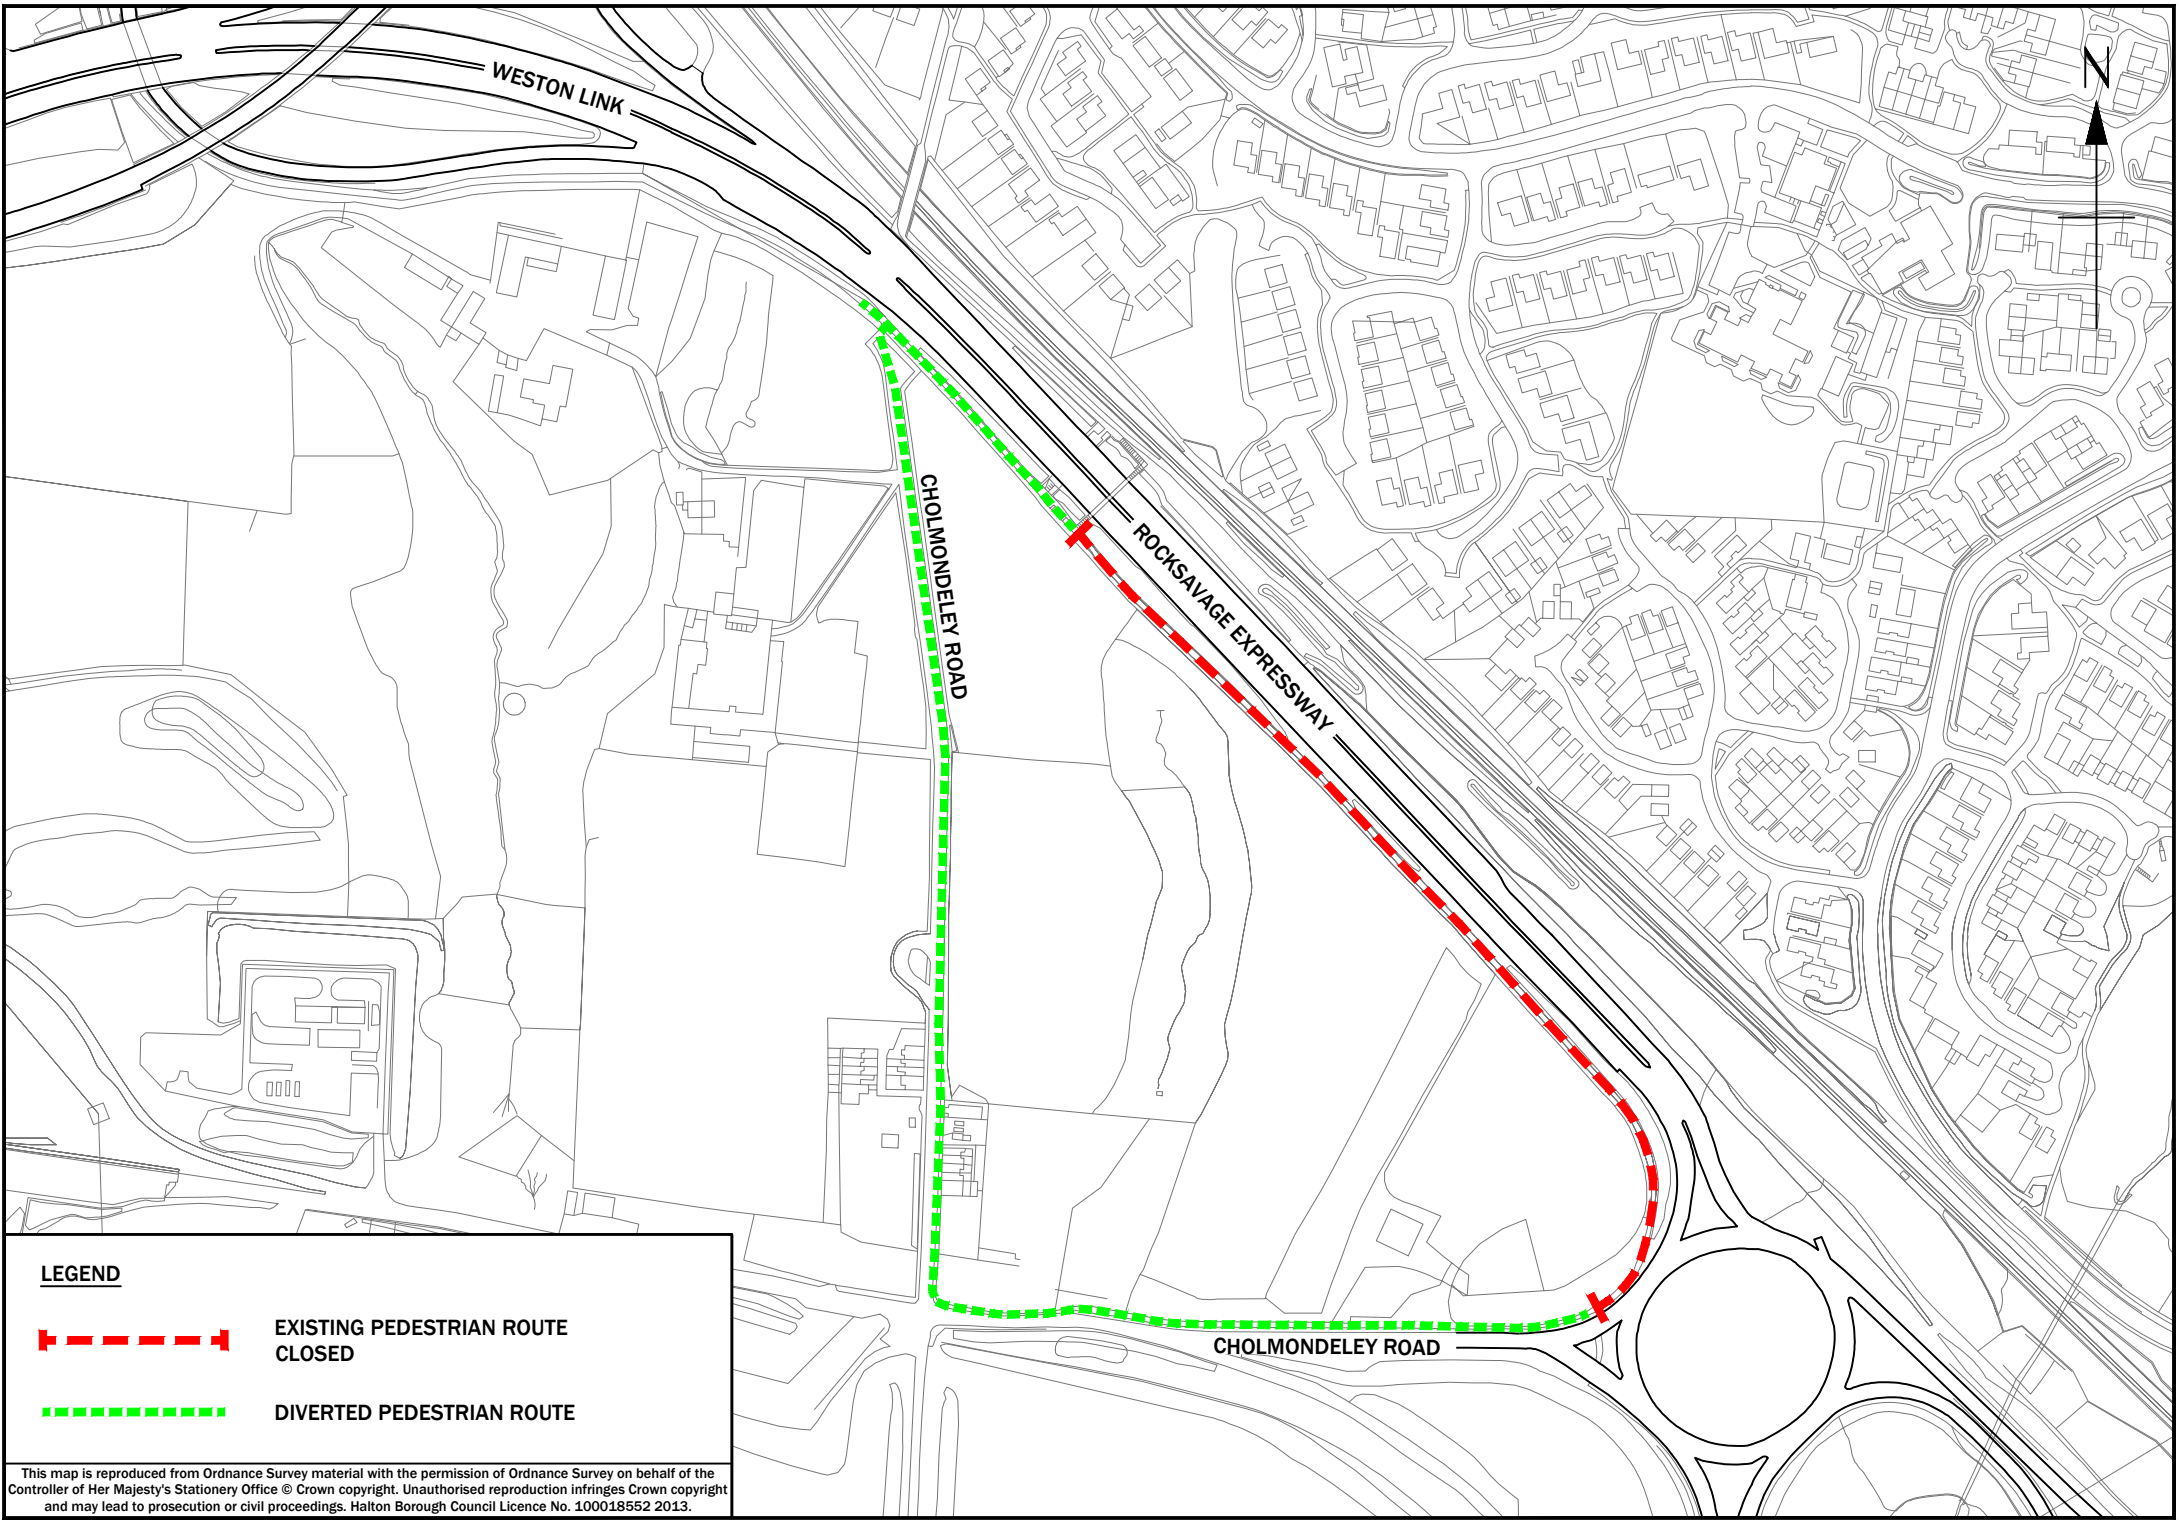 WESTON LINK
N
CHOLMONDELEY ROAD
ROCKSAVAGE EXPRESSWAY
CHOLMONDELEY ROAD
LEGEND
EXISTING PEDESTRIAN ROUTE
CLOSED
DIVERTED PEDESTRIAN ROUTE
This map is reproduced from Ordnance Survey material with the permission of Ordnance Survey on behalf of the
Controller of Her Majesty's Stationery Office © Crown copyright. Unauthorised reproduction infringes Crown copyright
and may lead to prosecution or civil proceedings. Halton Borough Council Licence No. 100018552 2013.